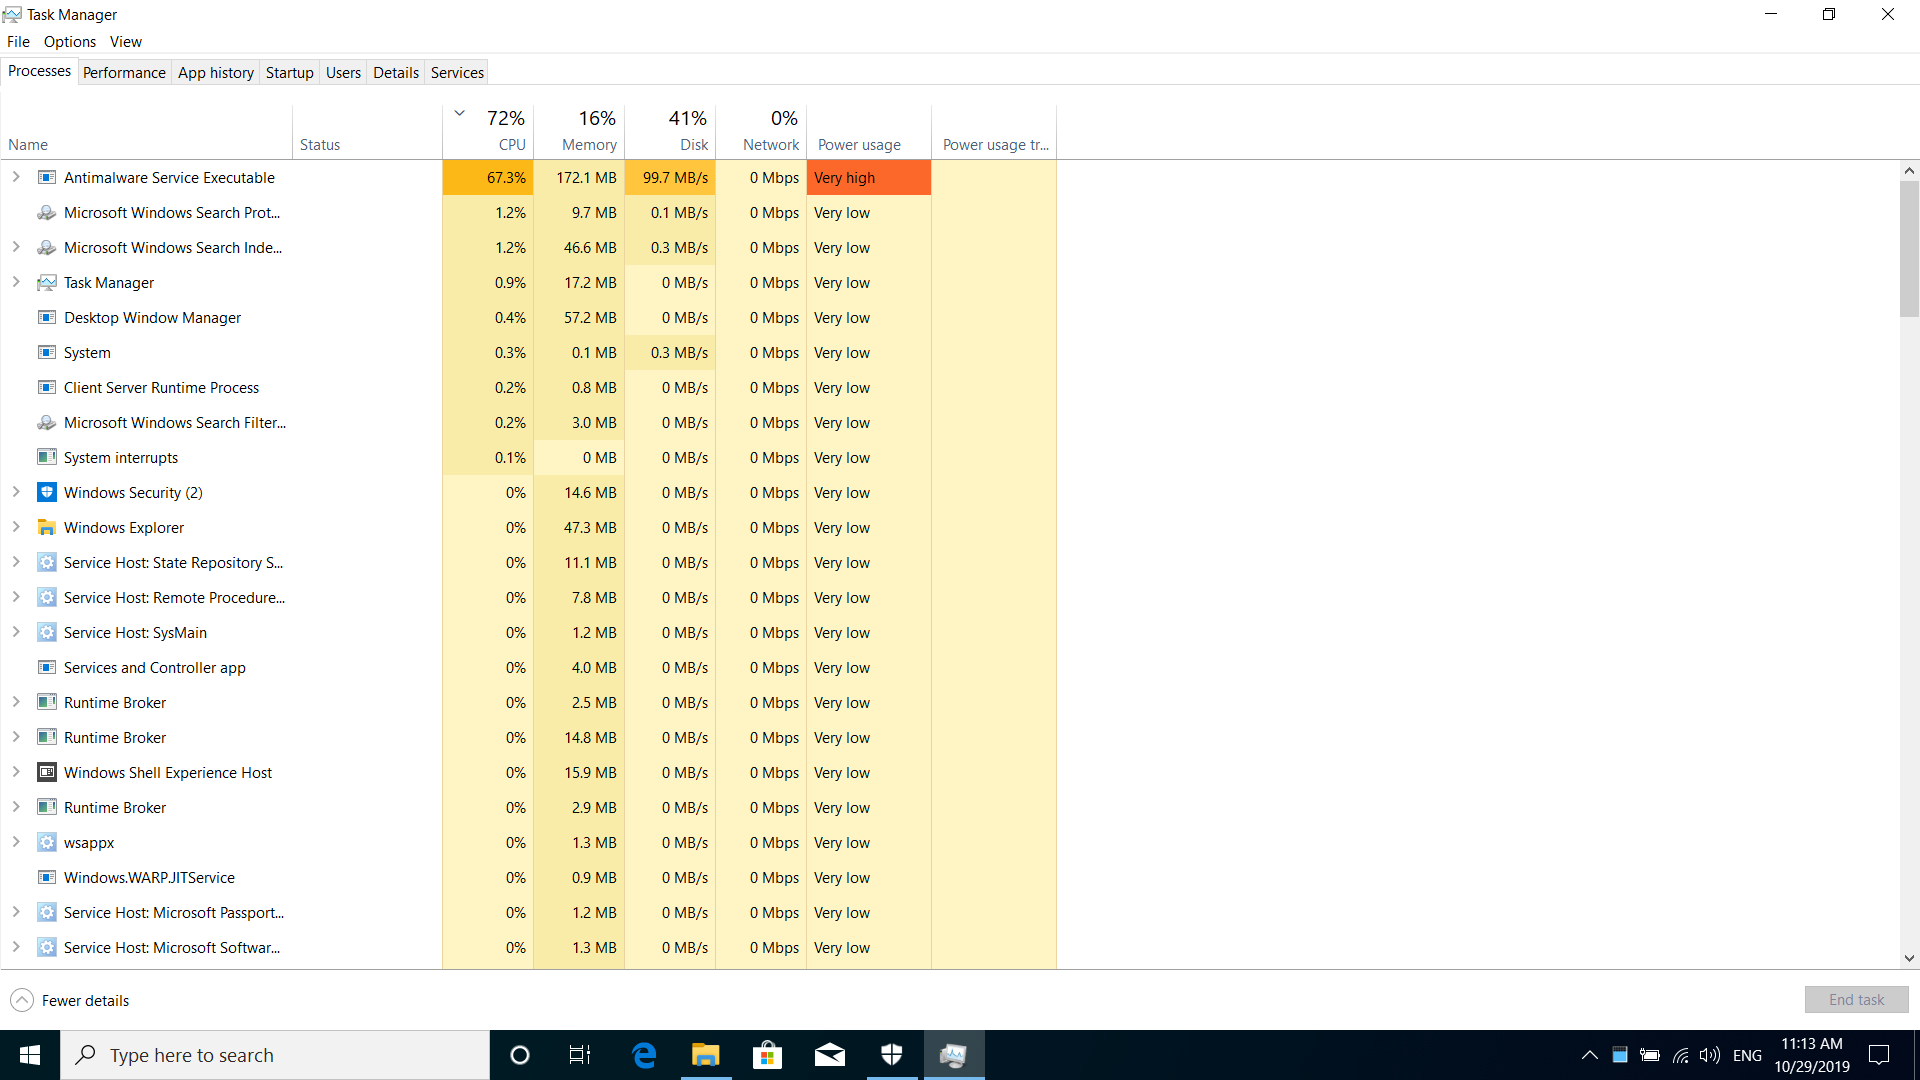 Task Manager
File Options View
Processes Performance App history Startup Users Details Services
72% 16% 41% 0%
Name Status CPU Memory Disk Network Power usage Power usage tr...
Antimalware Service Executable 67.3% 172.1 MB 99.7 MB/s 0 Mbps Very high
Microsoft Windows Search Prot... 1.2% 9.7 MB 0.1 MB/s 0 Mbps Very low
Microsoft Windows Search Inde... 1.2% 46.6 MB 0.3 MB/s 0 Mbps Very low
Task Manager 0.9% 17.2 MB 0 MB/s 0 Mbps Very low
Desktop Window Manager 0.4% 57.2 MB 0 MB/s 0 Mbps Very low
System 0.3% 0.1 MB 0.3 MB/s 0 Mbps Very low
Client Server Runtime Process 0.2% 0.8 MB 0 MB/s 0 Mbps Very low
Microsoft Windows Search Filter... 0.2% 3.0 MB 0 MB/s 0 Mbps Very low
System interrupts 0.1% 0 MB 0 MB/s 0 Mbps Very low
Windows Security (2) 0% 14.6 MB 0 MB/s 0 Mbps Very low
Windows Explorer 0% 47.3 MB 0 MB/s 0 Mbps Very low
Service Host: State Repository S... 0% 11.1 MB 0 MB/s 0 Mbps Very low
Service Host: Remote Procedure... 0% 7.8 MB 0 MB/s 0 Mbps Very low
Service Host: SysMain 0% 1.2 MB 0 MB/s 0 Mbps Very low
Services and Controller app 0% 4.0 MB 0 MB/s 0 Mbps Very low
Runtime Broker 0% 2.5 MB 0 MB/s 0 Mbps Very low
Runtime Broker 0% 14.8 MB 0 MB/s 0 Mbps Very low
Windows Shell Experience Host 0% 15.9 MB 0 MB/s 0 Mbps Very low
Runtime Broker 0% 2.9 MB 0 MB/s 0 Mbps Very low
wsappx 0% 1.3 MB 0 MB/s 0 Mbps Very low
Windows.WARP.JITService 0% 0.9 MB 0 MB/s 0 Mbps Very low
Service Host: Microsoft Passport... 0% 1.2 MB 0 MB/s 0 Mbps Very low
Service Host: Microsoft Softwar... 0% 1.3 MB 0 MB/s 0 Mbps Very low
Fewer details End task
Type here to search ENG 11:13 AM
10/29/2019